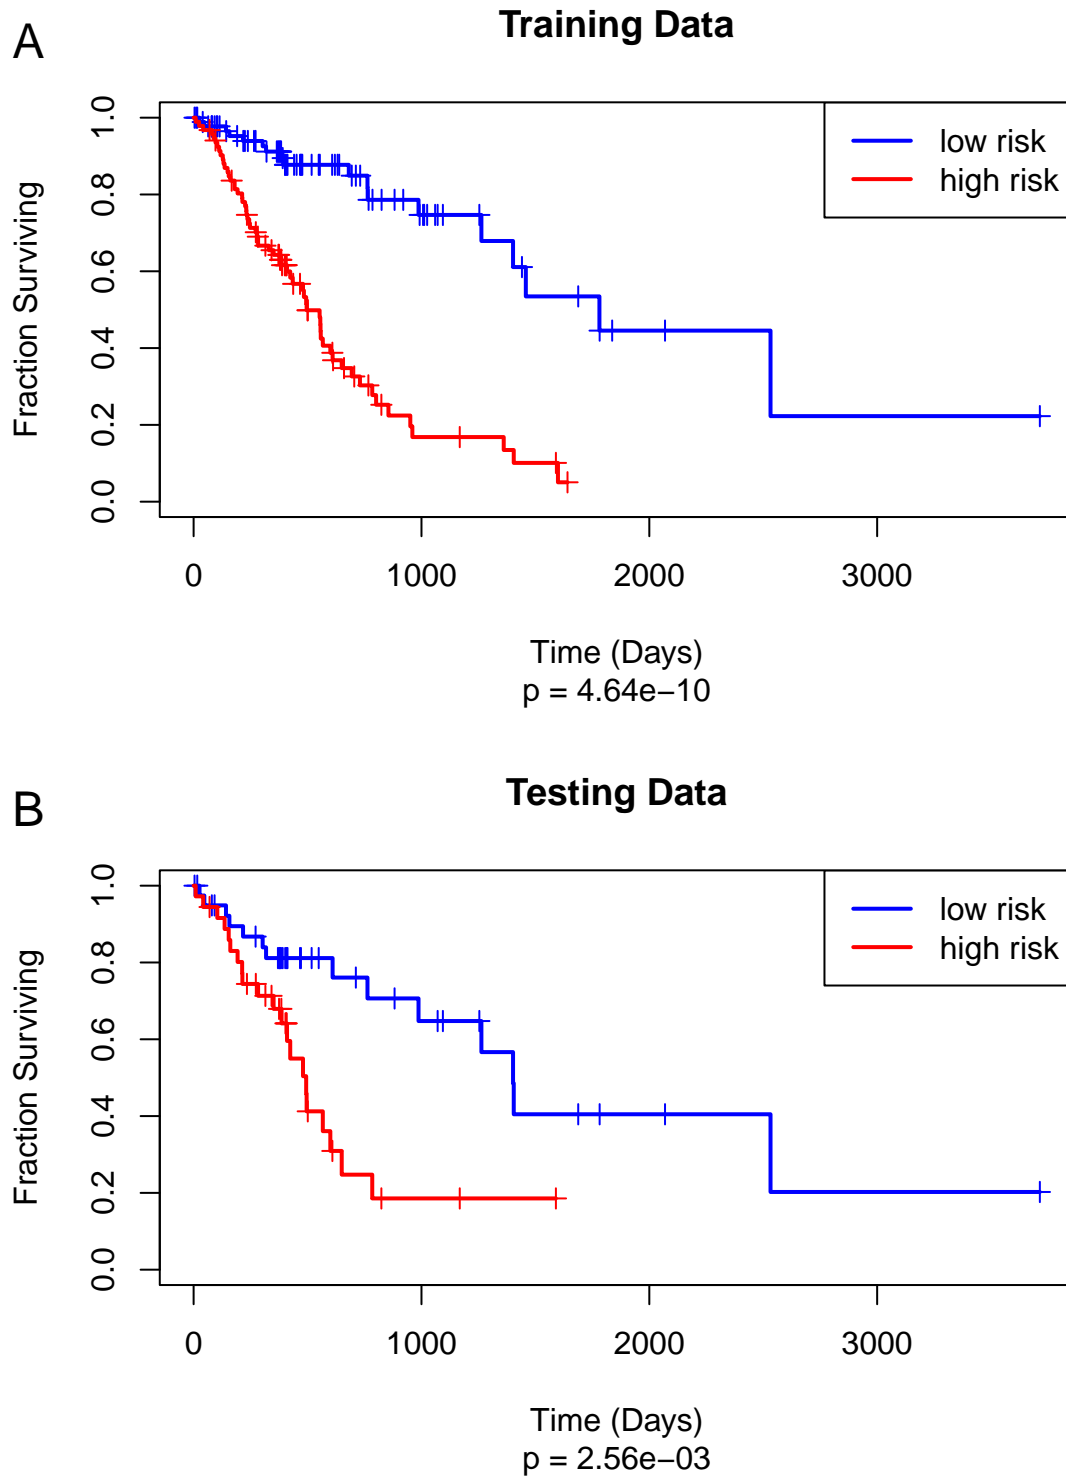 A
Training Data
Fraction Surviving
1.0
0.8
0.6
0.4
0.2
0.0
low risk
high risk
0 1000 2000 3000
Time (Days)
p = 4.64e−10
B
Testing Data
Fraction Surviving
1.0
0.8
0.6
0.4
0.2
0.0
low risk
high risk
0 1000 2000 3000
Time (Days)
p = 2.56e−03